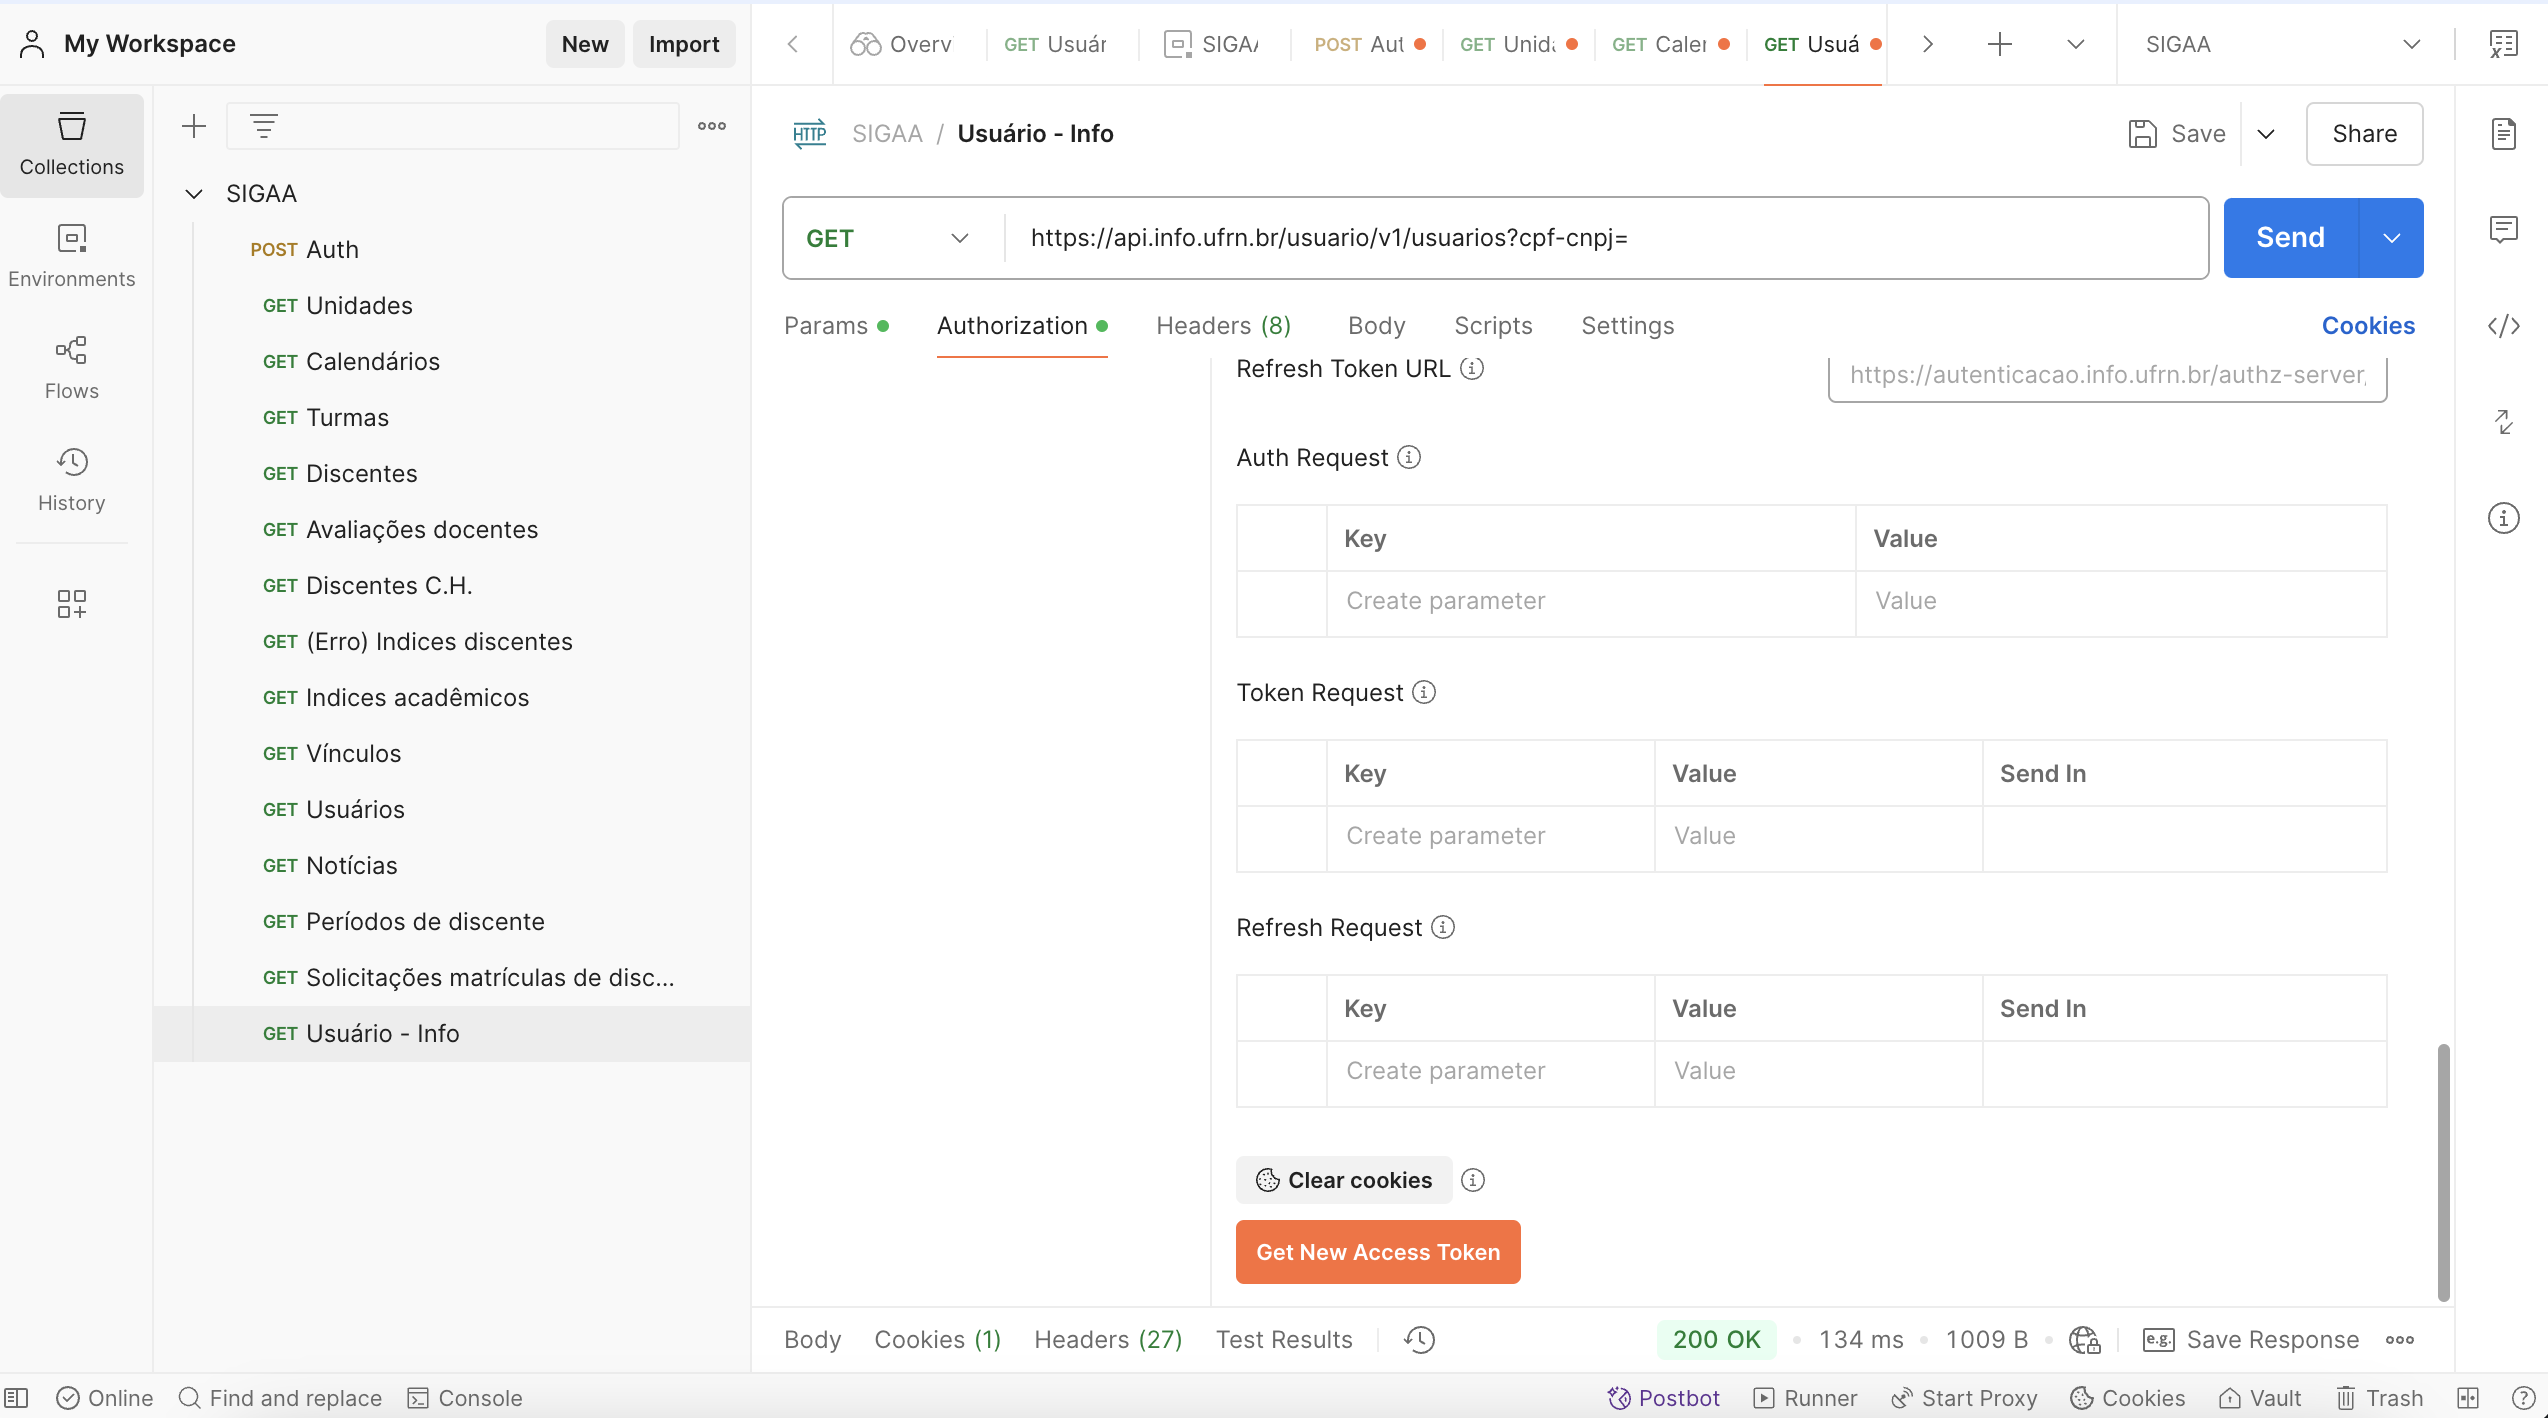 My Workspace
New
Import
Overv
GET Usuár
SIGAA
POST Aut
GET Unida
GET Caler
GET Usuá
SIGAA
Collections
Environments
Flows
History
SIGAA
POST Auth
GET Unidades
GET Calendários
GET Turmas
GET Discentes
GET Avaliações docentes
GET Discentes C.H.
GET (Erro) Indices discentes
GET Indices acadêmicos
GET Vínculos
GET Usuários
GET Notícias
GET Períodos de discente
GET Solicitações matrículas de disc...
GET Usuário - Info
HTTP
SIGAA / Usuário - Info
Save
Share
GET
https://api.info.ufrn.br/usuario/v1/usuarios?cpf-cnpj=
Send
Params
Authorization
Headers (8)
Body
Scripts
Settings
Cookies
Refresh Token URL
https://autenticacao.info.ufrn.br/authz-server,
Auth Request
Key
Value
Create parameter
Value
Token Request
Key
Value
Send In
Create parameter
Value
Refresh Request
Key
Value
Send In
Create parameter
Value
Clear cookies
Get New Access Token
Body
Cookies (1)
Headers (27)
Test Results
200 OK
134 ms
1009 B
e.g.
Save Response
Online
Find and replace
Console
Postbot
Runner
Start Proxy
Cookies
Vault
Trash